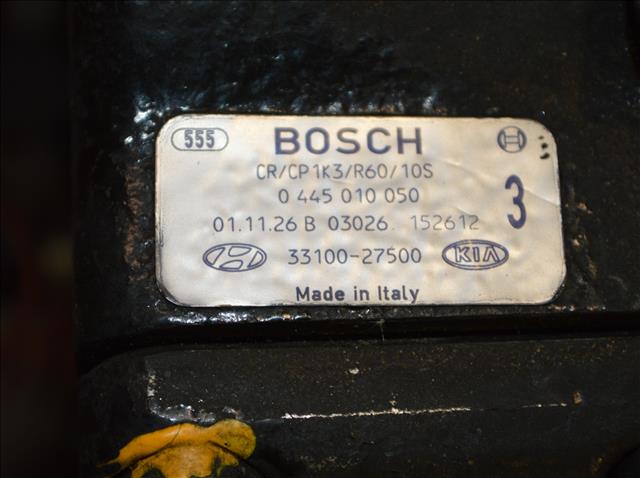 555 BOSCH
CR/CP1K3/R60/10S
0 445 010 050
3
01.11.26 B 03026 152612
33100-27500 KIA
Made in Italy